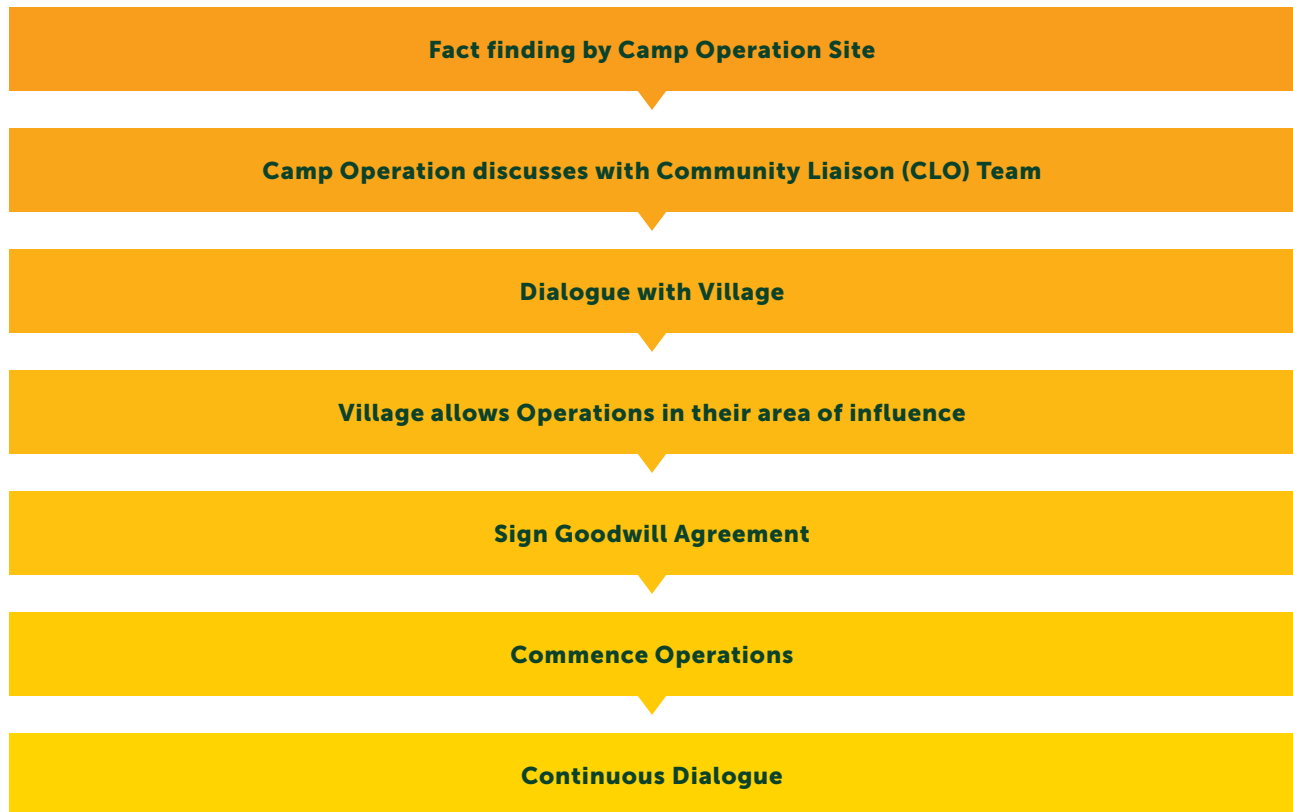 Fact finding by Camp Operation Site
Camp Operation discusses with Community Liaison (CLO) Team
Dialogue with Village
Village allows Operations in their area of influence
Sign Goodwill Agreement
Commence Operations
Continuous Dialogue